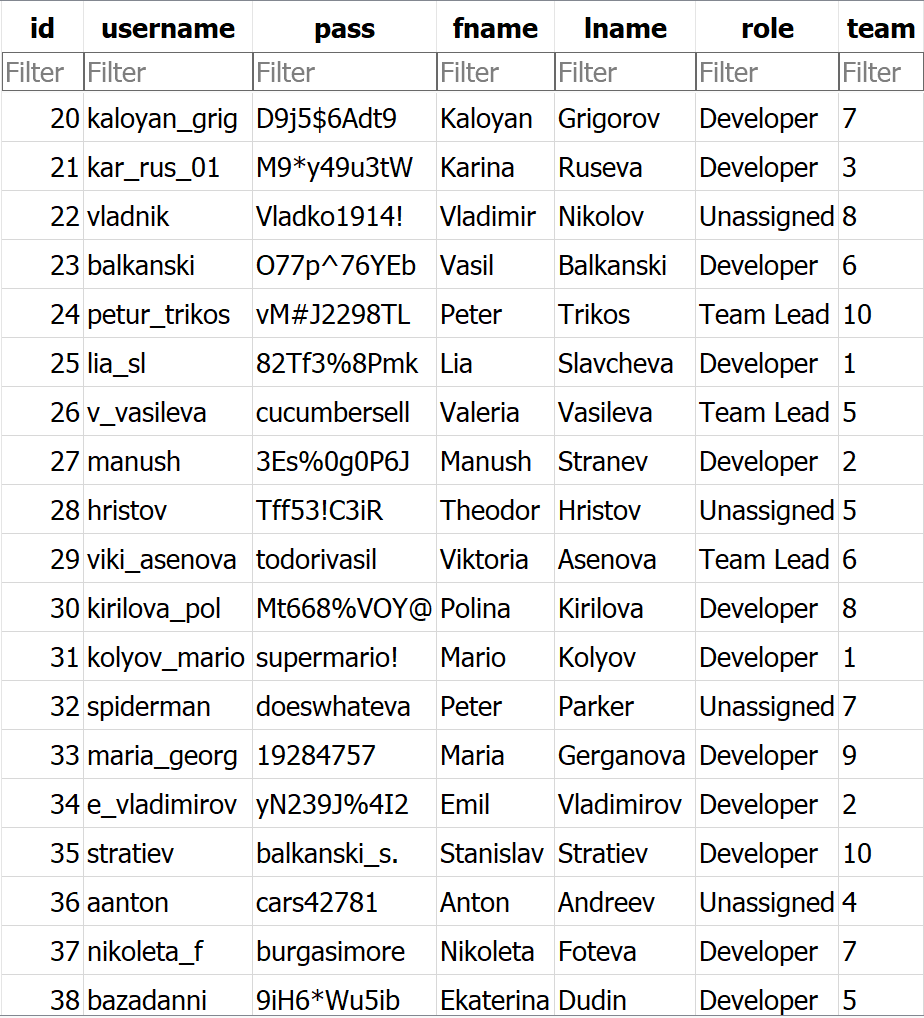 id username pass fname lname role team
Filter Filter Filter Filter Filter Filter Filter
20 kaloyan_grig D9j5$6Adt9 Kaloyan Grigorov Developer 7
21 kar_rus_01 M9*y49u3tW Karina Ruseva Developer 3
22 vladnik Vladko1914! Vladimir Nikolov Unassigned 8
23 balkanski O77p^76YEb Vasil Balkanski Developer 6
24 petur_trikos vM#J2298TL Peter Trikos Team Lead 10
25 lia_sl 82Tf3%8Pmk Lia Slavcheva Developer 1
26 v_vasileva cucumbersell Valeria Vasileva Team Lead 5
27 manush 3Es%0g0P6J Manush Stranev Developer 2
28 hristov Tff53!C3iR Theodor Hristov Unassigned 5
29 viki_asenova todorivasil Viktoria Asenova Team Lead 6
30 kirilova_pol Mt668%VOY@ Polina Kirilova Developer 8
31 kolyov_mario supermario! Mario Kolyov Developer 1
32 spiderman doeswhateva Peter Parker Unassigned 7
33 maria_georg 19284757 Maria Gerganova Developer 9
34 e_vladimirov yN239J%4I2 Emil Vladimirov Developer 2
35 stratiev balkanski_s. Stanislav Stratiev Developer 10
36 aanton cars42781 Anton Andreev Unassigned 4
37 nikoleta_f burgasimore Nikoleta Foteva Developer 7
38 bazadanni 9iH6*Wu5ib Ekaterina Dudin Developer 5